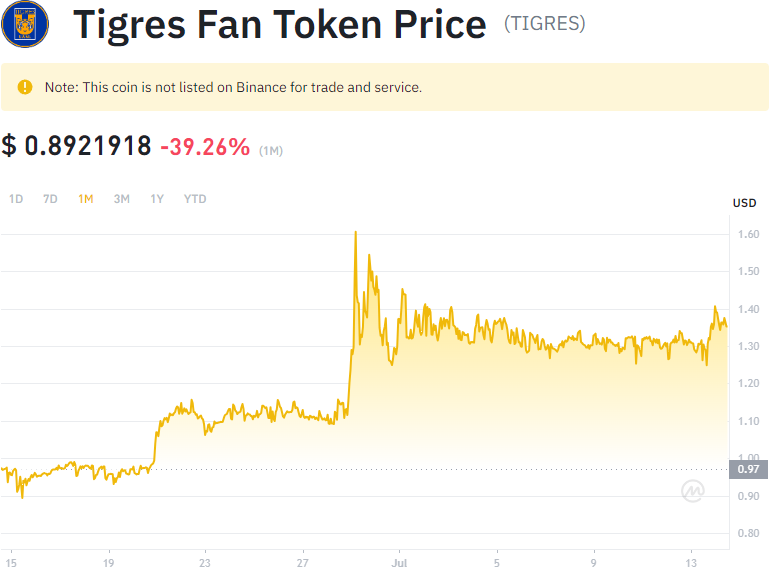 Tigres Fan Token Price (TIGRES)
Note: This coin is not listed on Binance for trade and service.
$ 0.8921918 -39.26% (1M)
1D 7D 1M 3M 1Y YTD
USD
1.60
1.50
1.40
1.30
1.20
1.10
1.00
0.97
0.90
0.80
15 19 23 27 Jul 5 9 13